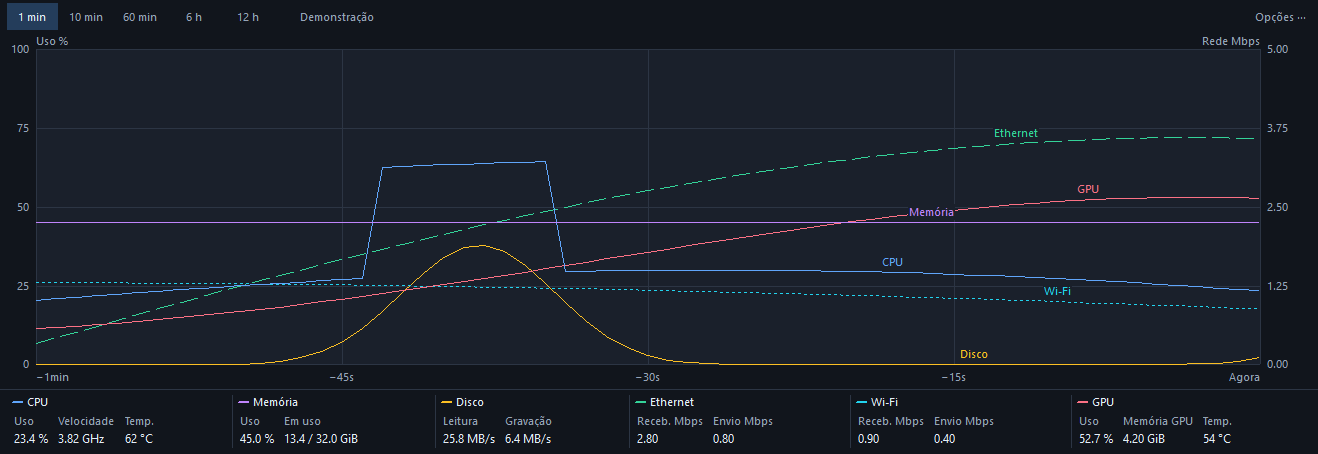 1 min 10 min 60 min 6 h 12 h Demonstração Opções ···
Uso % Rede Mbps
100 5.00
75 3.75
Ethernet
GPU
50 2.50
Memória
CPU
25 1.25
Wi-Fi
Disco
0 0.00
−1min −45s −30s −15s Agora
CPU Memória Disco Ethernet Wi-Fi GPU
Uso Velocidade Temp. Uso Em uso Leitura Gravação Receb. Mbps Envio Mbps Receb. Mbps Envio Mbps Uso Memória GPU Temp.
23.4 % 3.82 GHz 62 °C 45.0 % 13.4 / 32.0 GiB 25.8 MB/s 6.4 MB/s 2.80 0.80 0.90 0.40 52.7 % 4.20 GiB 54 °C